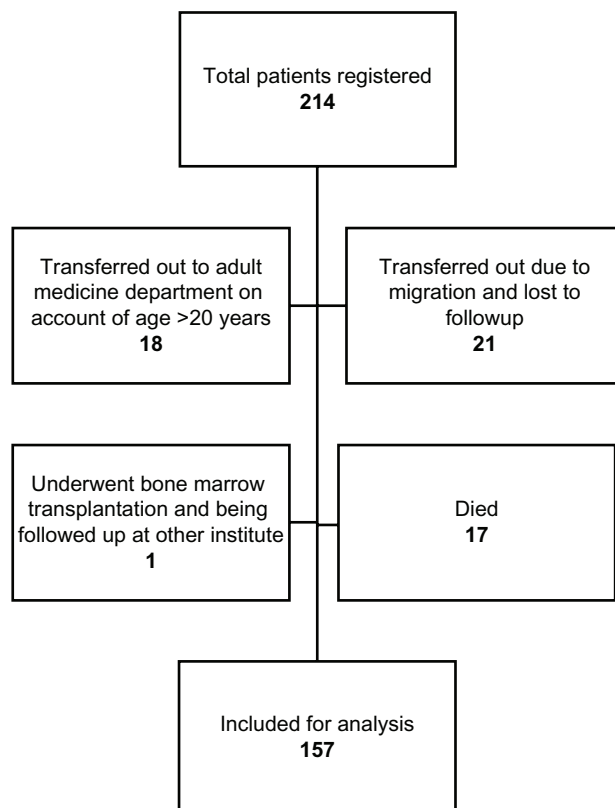 Total patients registered
214
Transferred out to adult
medicine department on
account of age >20 years
18
Transferred out due to
migration and lost to
followup
21
Underwent bone marrow
transplantation and being
followed up at other institute
1
Died
17
Included for analysis
157